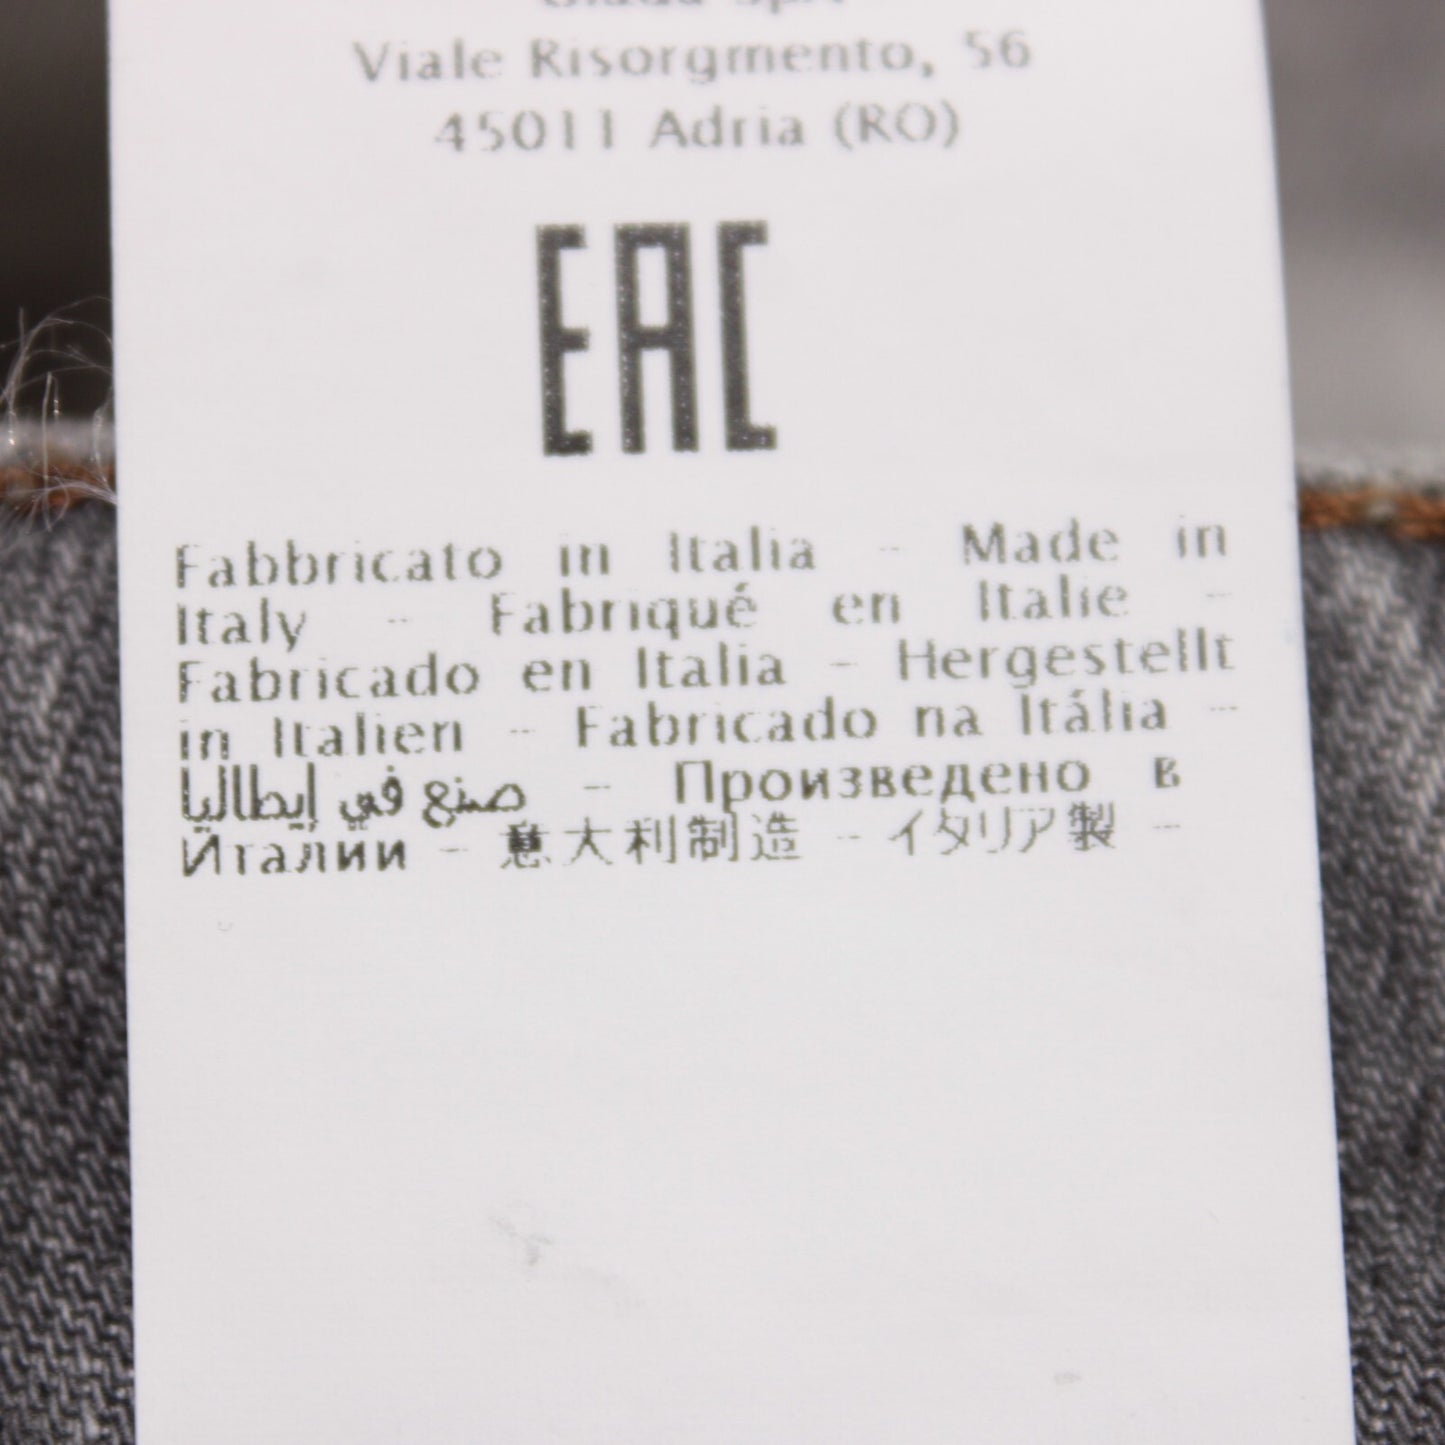 Viale Risorgmento, 56
45011 Adria (RO)
EAC
Fabbricato in Italia - Made in
Italy - Fabriqué en Italie -
Fabricado en Italia - Hergestellt
in Italien - Fabricado na Itália -
صنع في إيطاليا - Произведено в
Италии - 意大利制造 - イタリア製 -